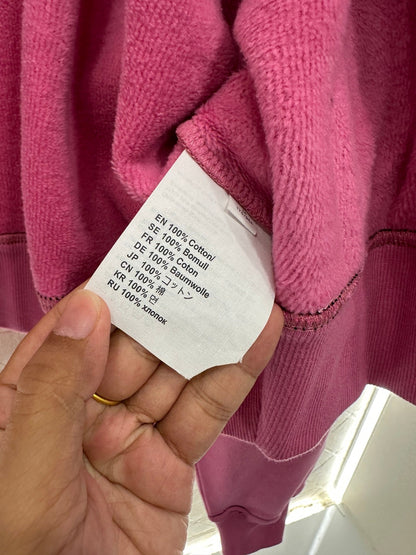 EN 100% Cotton/
SE 100% Bomull
FR 100% Coton
DE 100% Baumwolle
JP 100% コットン
CN 100% 棉
KR 100% 면
RU 100% хлопок